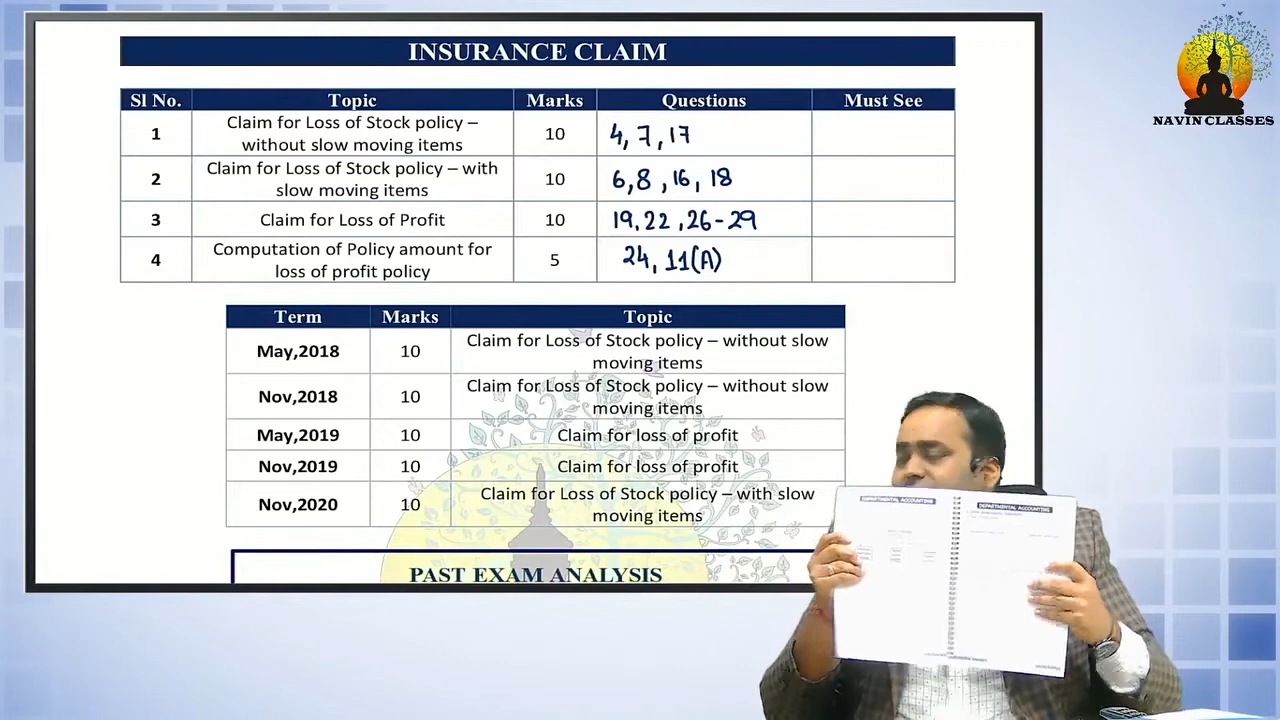 INSURANCE CLAIM
Sl No. Topic Marks Questions Must See
1 Claim for Loss of Stock policy – without slow moving items 10 4, 7, 17
2 Claim for Loss of Stock policy – with slow moving items 10 6, 8, 16, 18
3 Claim for Loss of Profit 10 19, 22, 26-29
4 Computation of Policy amount for loss of profit policy 5 24, 11(A)
Term Marks Topic
May,2018 10 Claim for Loss of Stock policy – without slow moving items
Nov,2018 10 Claim for Loss of Stock policy – without slow moving items
May,2019 10 Claim for loss of profit
Nov,2019 10 Claim for loss of profit
Nov,2020 10 Claim for Loss of Stock policy – with slow moving items
PAST EXAM ANALYSIS
NAVIN CLASSES
DEPARTMENTAL ACCOUNTING
DEPARTMENTAL ACCOUNTING